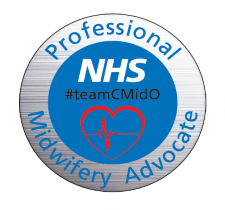 Professional
NHS
#teamCMidO
Midwifery Advocate